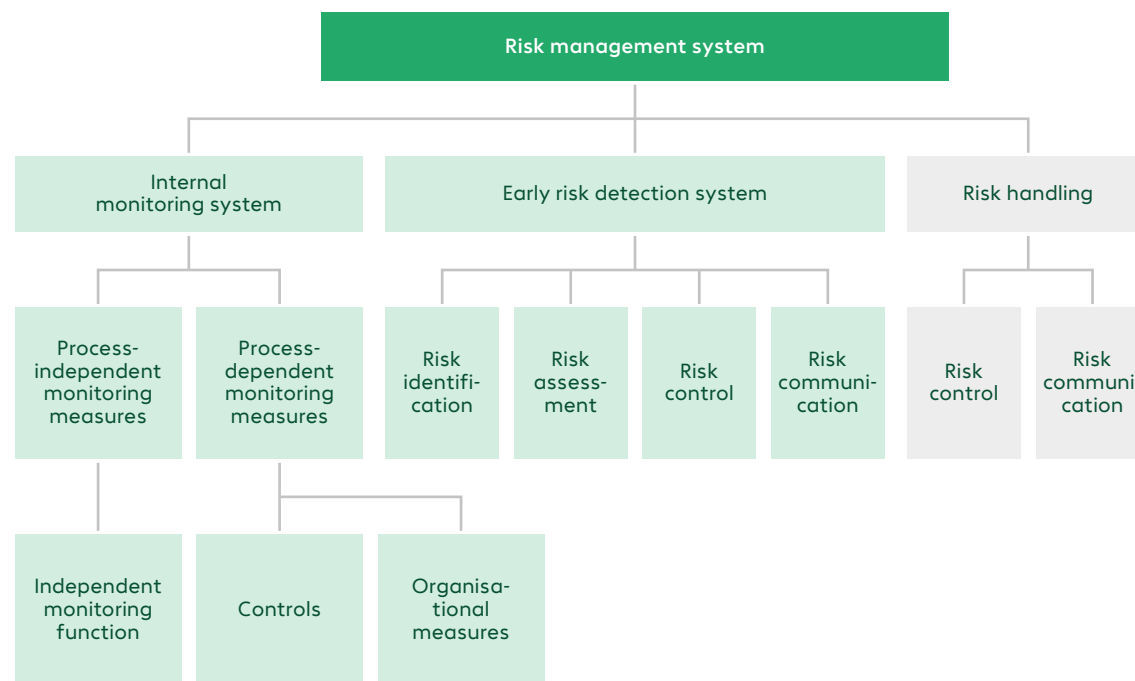 Risk management system
Internal
monitoring system
Early risk detection system
Risk handling
Process-
independent
monitoring
measures
Process-
dependent
monitoring
measures
Risk
identifi-
cation
Risk
assess-
ment
Risk
control
Risk
communi-
cation
Risk
control
Risk
communi-
cation
Independent
monitoring
function
Controls
Organisa-
tional
measures